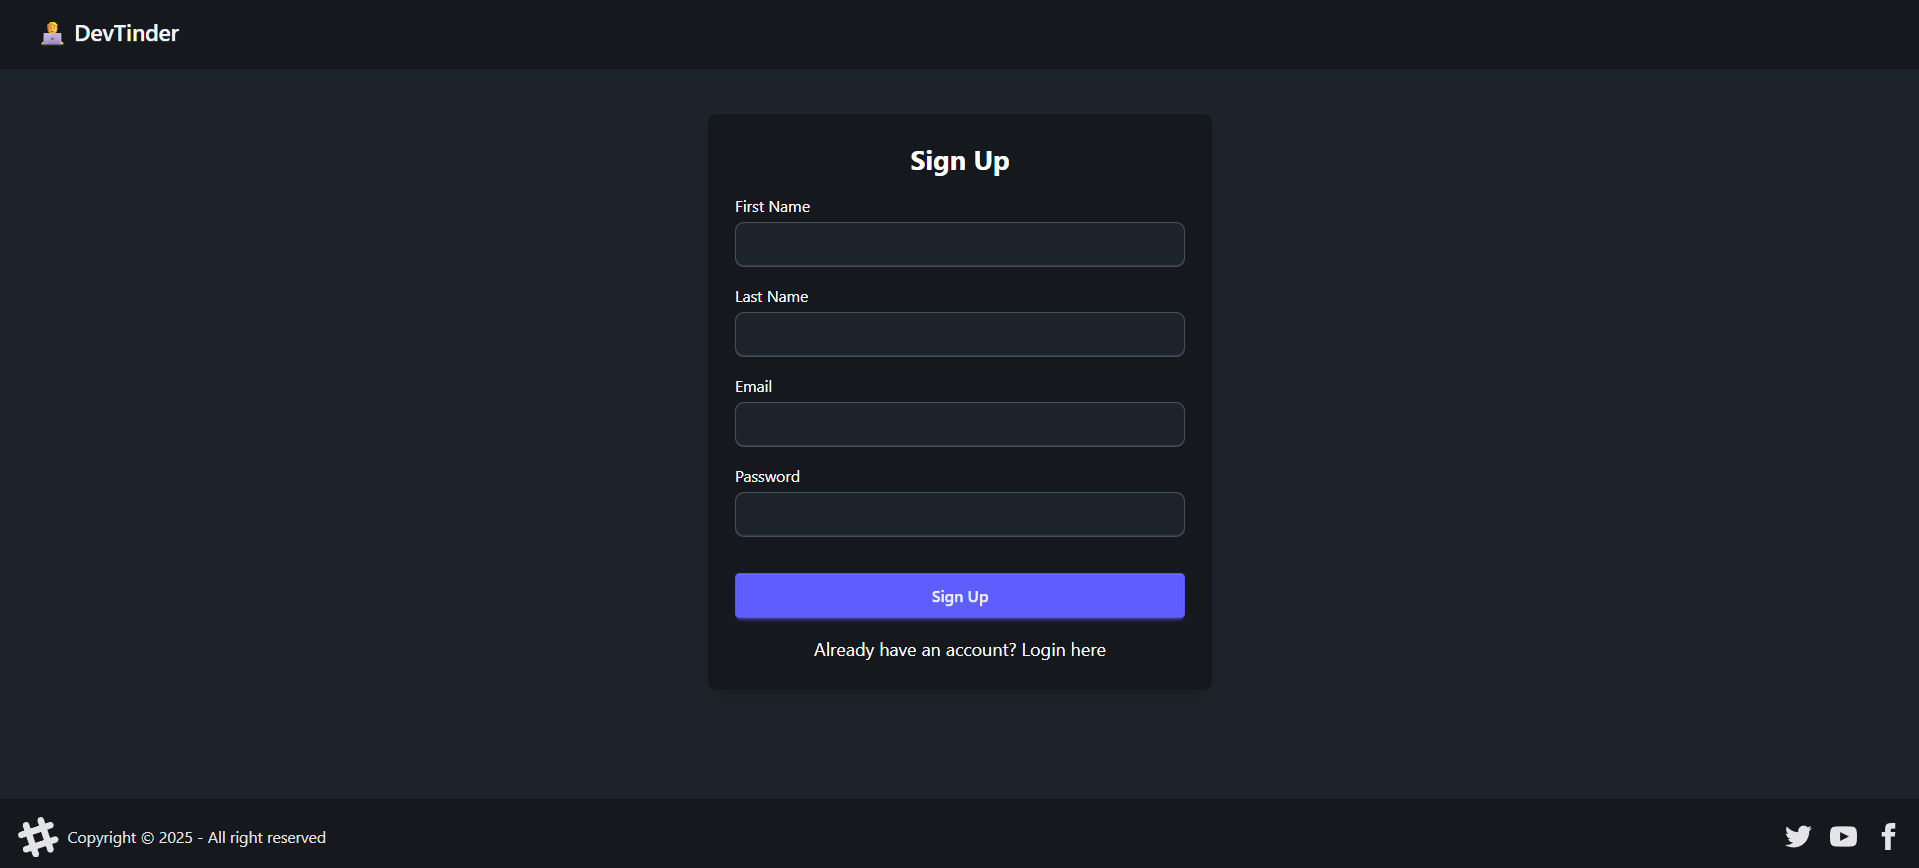 DevTinder
Sign Up
First Name
Last Name
Email
Password
Sign Up
Already have an account? Login here
Copyright © 2025 - All right reserved